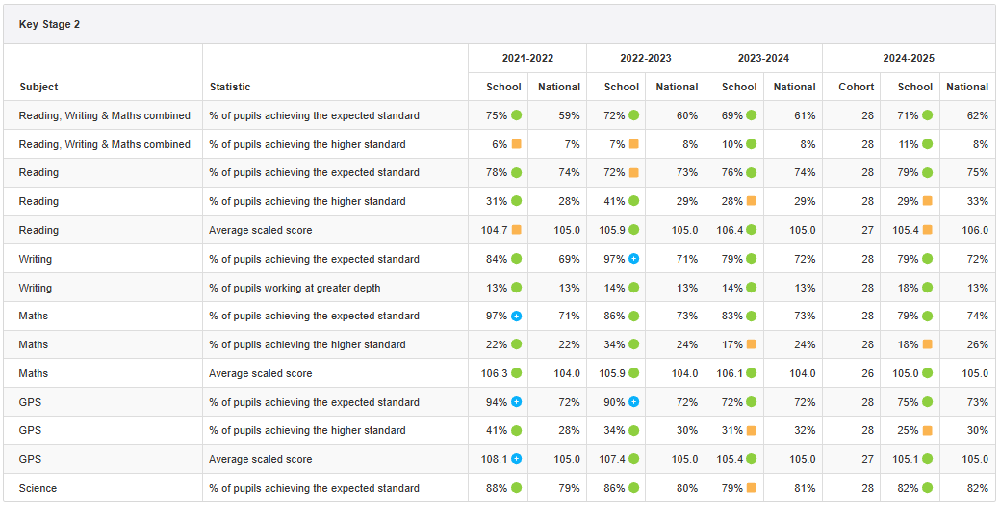 Key Stage 2
2021-2022 2022-2023 2023-2024 2024-2025
Subject Statistic School National School National School National Cohort School National
Reading, Writing & Maths combined % of pupils achieving the expected standard 75% 59% 72% 60% 69% 61% 28 71% 62%
Reading, Writing & Maths combined % of pupils achieving the higher standard 6% 7% 7% 8% 10% 8% 28 11% 8%
Reading % of pupils achieving the expected standard 78% 74% 72% 73% 76% 74% 28 79% 75%
Reading % of pupils achieving the higher standard 31% 28% 41% 29% 28% 29% 28 29% 33%
Reading Average scaled score 104.7 105.0 105.9 105.0 106.4 105.0 27 105.4 106.0
Writing % of pupils achieving the expected standard 84% 69% 97% 71% 79% 72% 28 79% 72%
Writing % of pupils working at greater depth 13% 13% 14% 13% 14% 13% 28 18% 13%
Maths % of pupils achieving the expected standard 97% 71% 86% 73% 83% 73% 28 79% 74%
Maths % of pupils achieving the higher standard 22% 22% 34% 24% 17% 24% 28 18% 26%
Maths Average scaled score 106.3 104.0 105.9 104.0 106.1 104.0 26 105.0 105.0
GPS % of pupils achieving the expected standard 94% 72% 90% 72% 72% 72% 28 75% 73%
GPS % of pupils achieving the higher standard 41% 28% 34% 30% 31% 32% 28 25% 30%
GPS Average scaled score 108.1 105.0 107.4 105.0 105.4 105.0 27 105.1 105.0
Science % of pupils achieving the expected standard 88% 79% 86% 80% 79% 81% 28 82% 82%